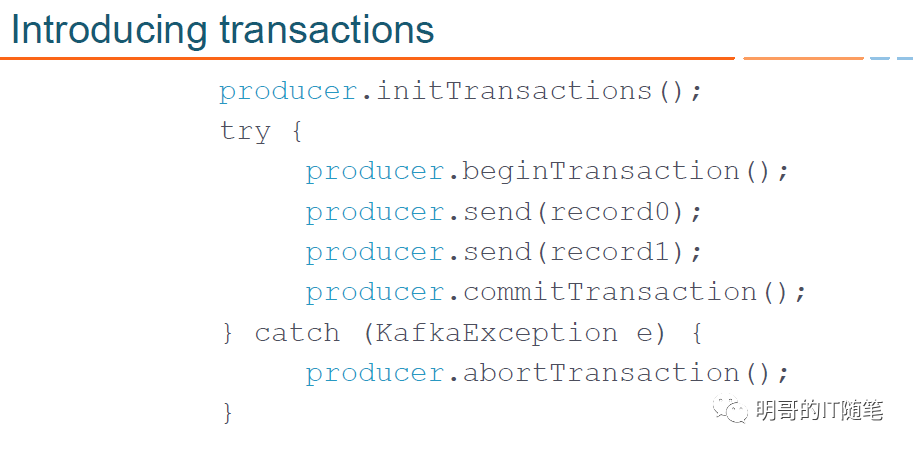 Introducing transactions
producer.initTransactions();
try {
producer.beginTransaction();
producer.send(record0);
producer.send(record1);
producer.commitTransaction();
} catch (KafkaException e) {
producer.abortTransaction();
}
明哥的IT随笔